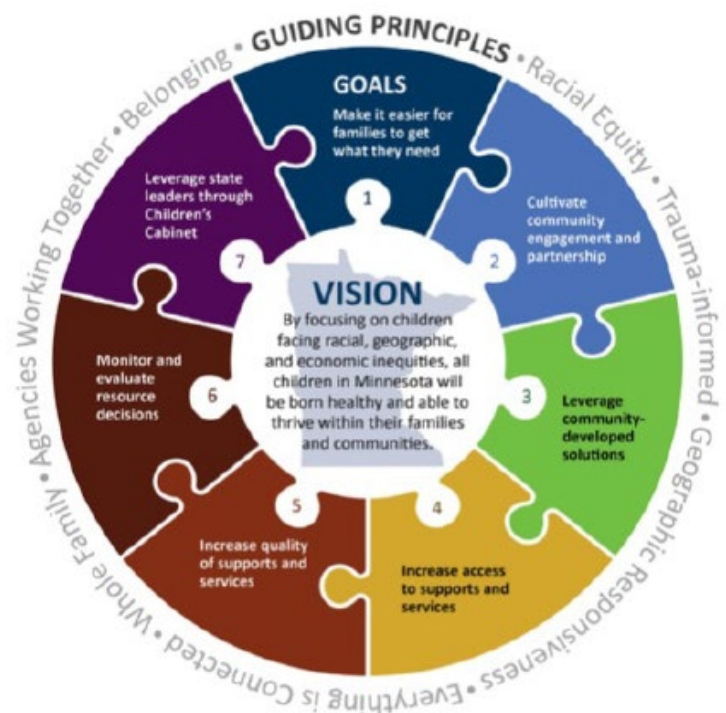 GUIDING PRINCIPLES • Racial Equity • Trauma-informed • Geographic Responsiveness • Everything is Connected • Whole Family • Agencies Working Together • Belonging •
GOALS
Make it easier for
families to get
what they need
1
Cultivate
community
engagement and
partnership
2
Leverage
community-
developed
solutions
3
Increase access
to supports and
services
4
Increase quality
of supports and
services
5
Monitor and
evaluate
resource
decisions
6
Leverage state
leaders through
Children's
Cabinet
7
VISION
By focusing on children
facing racial, geographic,
and economic inequities, all
children in Minnesota will
be born healthy and able to
thrive within their families
and communities.